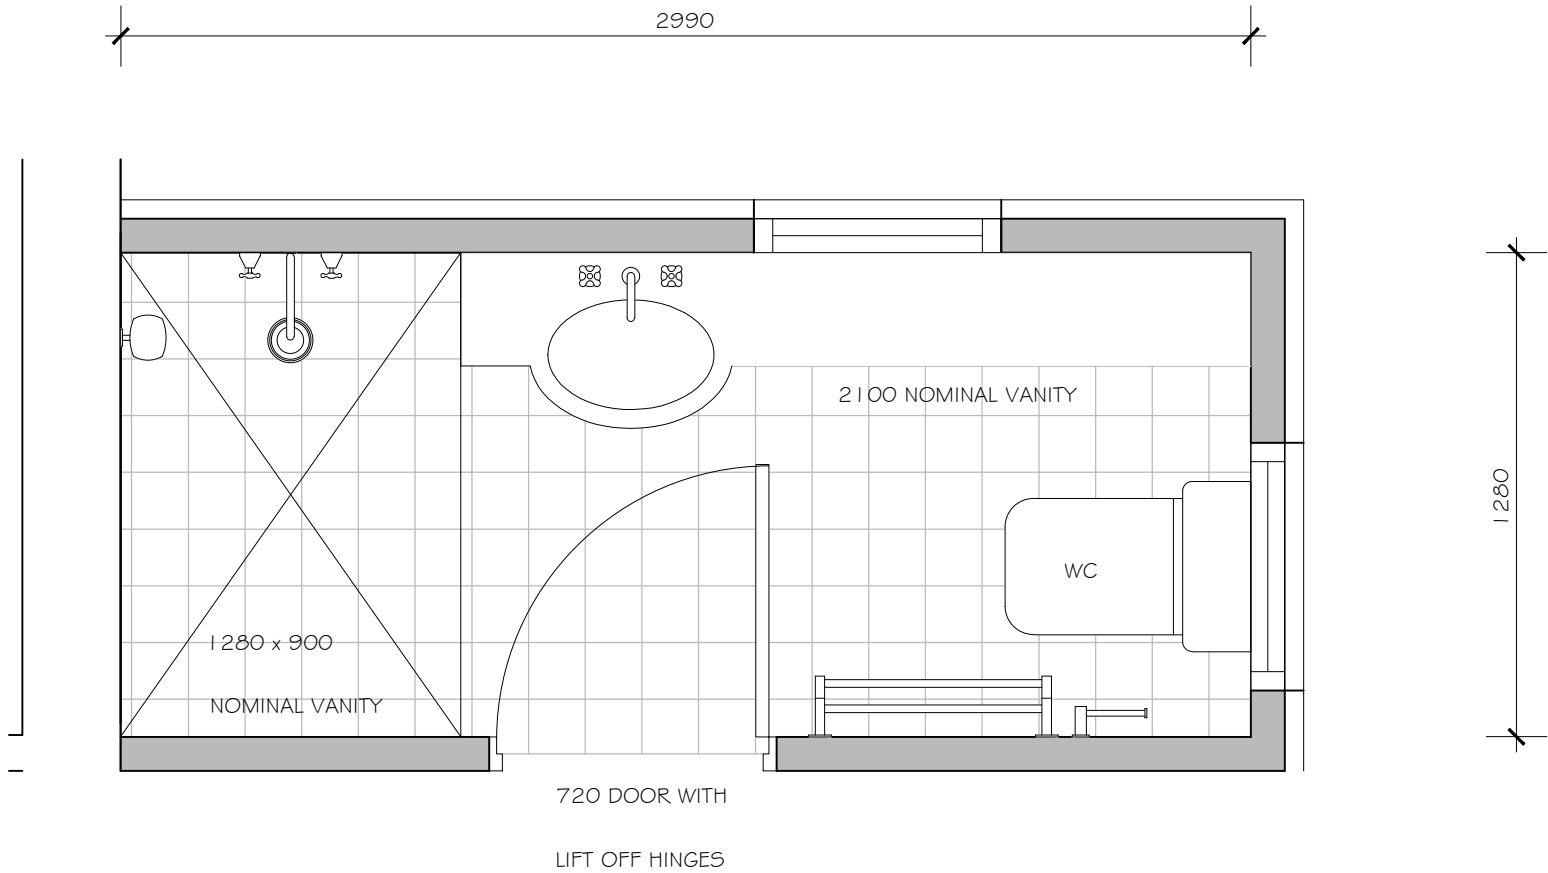 2990
2100 NOMINAL VANITY
1280
WC
1280 x 900
NOMINAL VANITY
720 DOOR WITH
LIFT OFF HINGES